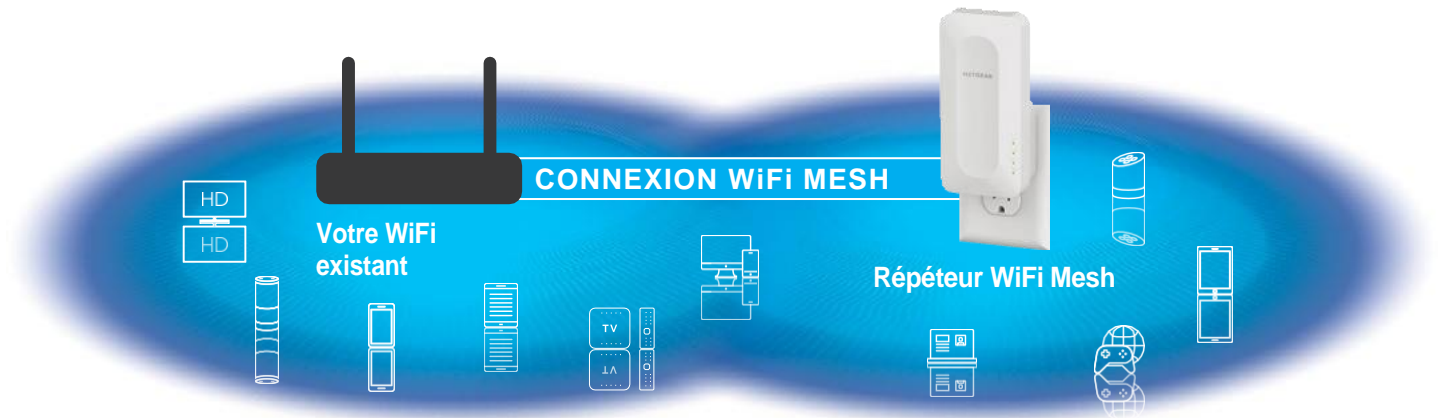 NETGEAR
CONNEXION WiFi MESH
HD
HD
Votre WiFi
existant
Répéteur WiFi Mesh
TV
TV